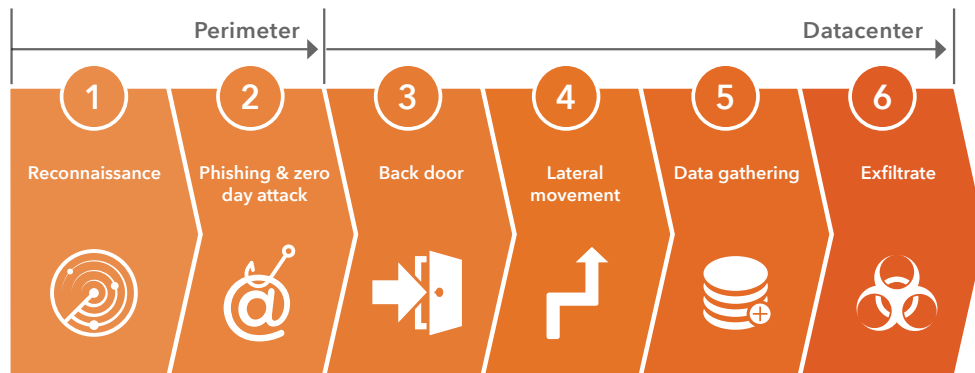 Perimeter
Datacenter
1
2
3
4
5
6
Reconnaissance
Phishing & zero
day attack
Back door
Lateral
movement
Data gathering
Exfiltrate
@